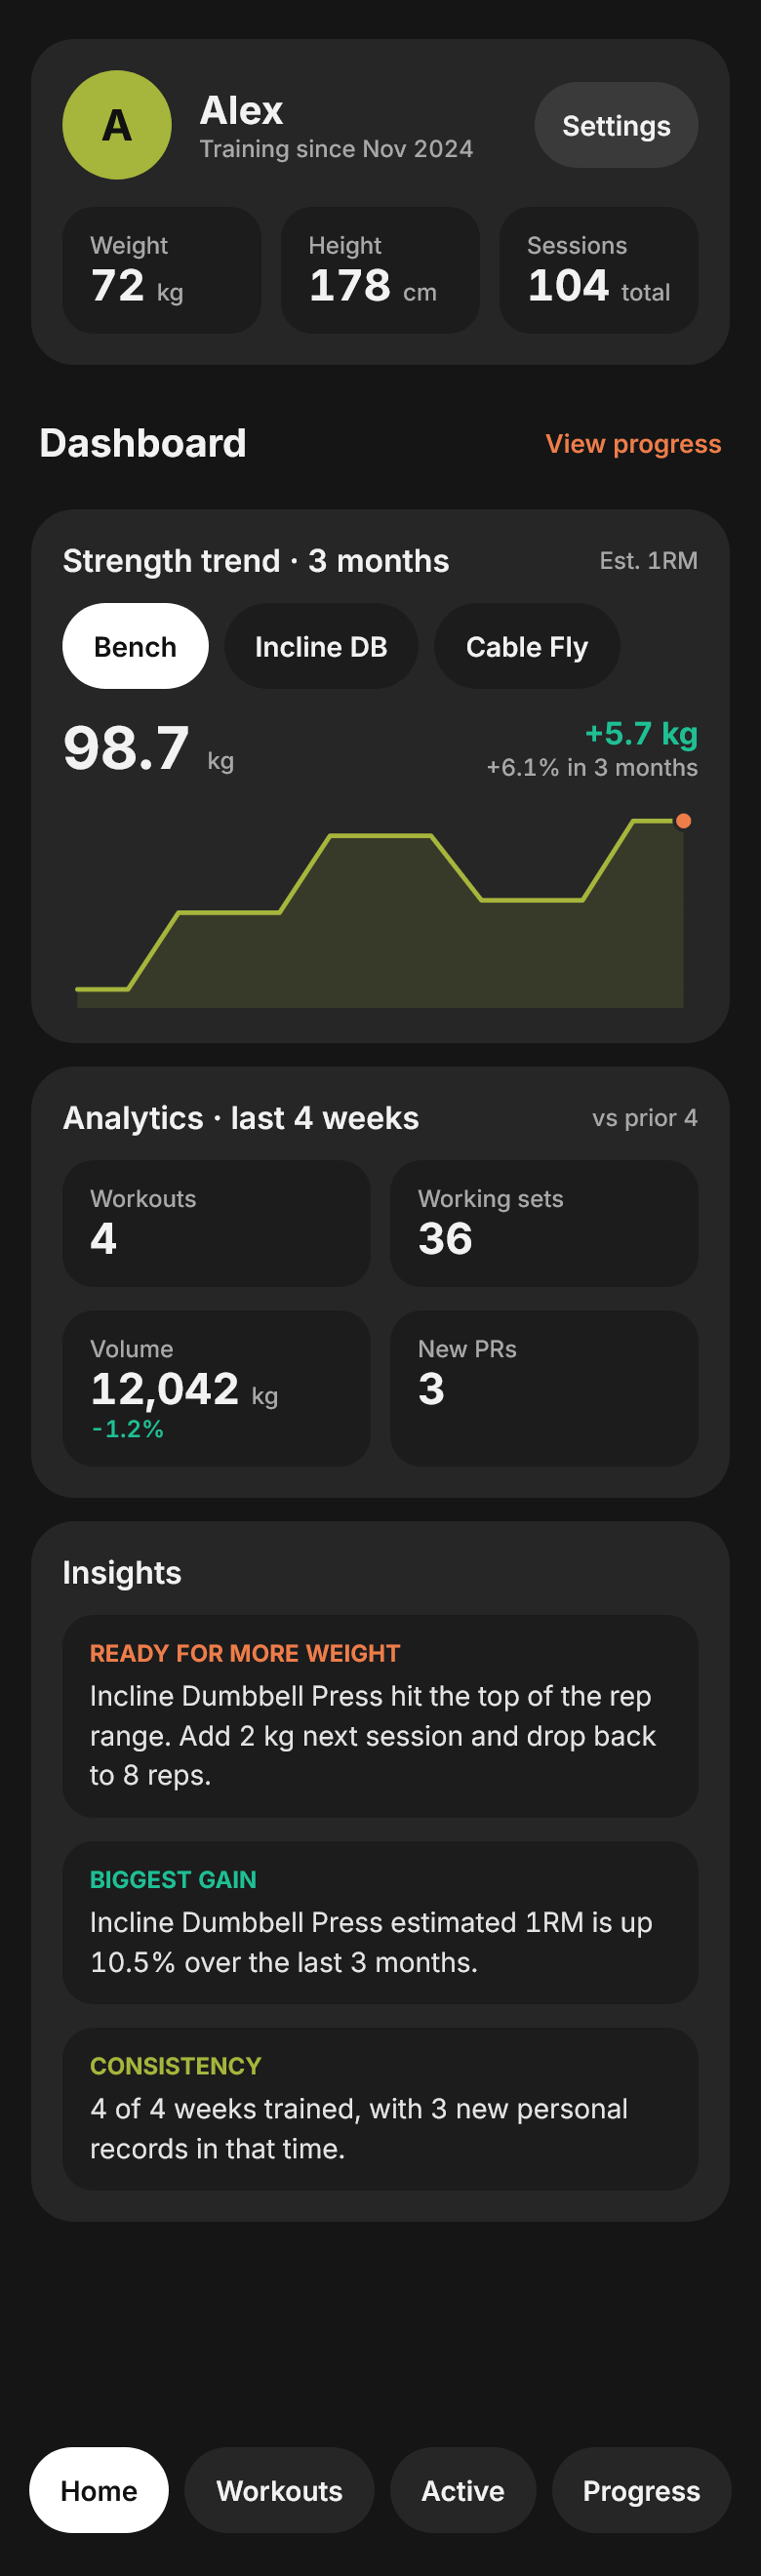 A
Alex
Training since Nov 2024
Settings
Weight
72 kg
Height
178 cm
Sessions
104 total
Dashboard
View progress
Strength trend · 3 months
Est. 1RM
Bench
Incline DB
Cable Fly
98.7 kg
+5.7 kg
+6.1% in 3 months
Analytics · last 4 weeks
vs prior 4
Workouts
4
Working sets
36
Volume
12,042 kg
-1.2%
New PRs
3
Insights
READY FOR MORE WEIGHT
Incline Dumbbell Press hit the top of the rep
range. Add 2 kg next session and drop back
to 8 reps.
BIGGEST GAIN
Incline Dumbbell Press estimated 1RM is up
10.5% over the last 3 months.
CONSISTENCY
4 of 4 weeks trained, with 3 new personal
records in that time.
Home
Workouts
Active
Progress